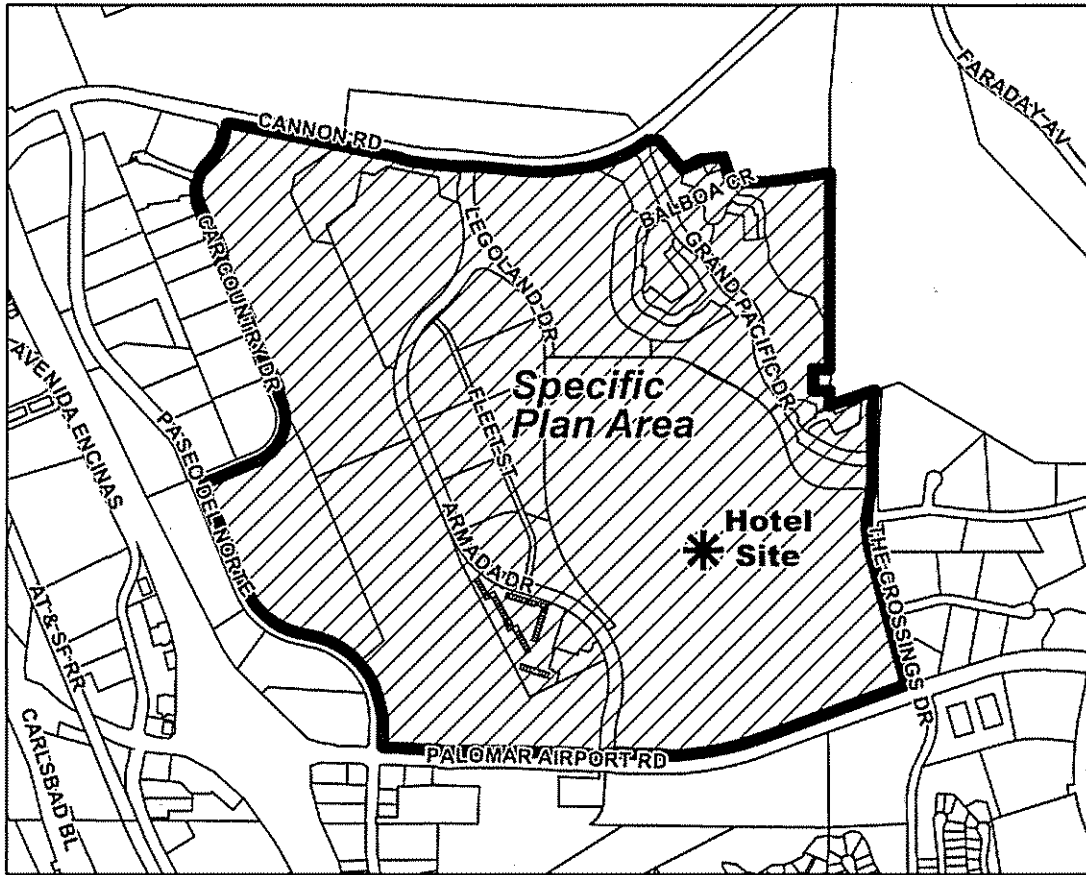 FARADAY AV
CANNON RD
BALBOA CR
LEGOLAND DR
GRAND PACIFIC DR
CAR COUNTRY DR
AVENIDA ENCINAS
PASEO DEL NORTE
FLEET ST
Specific
Plan Area
ARMADA DR
Hotel
Site
THE CROSSINGS DR
AT & SF RR
CARLSBAD BL
PALOMAR AIRPORT RD